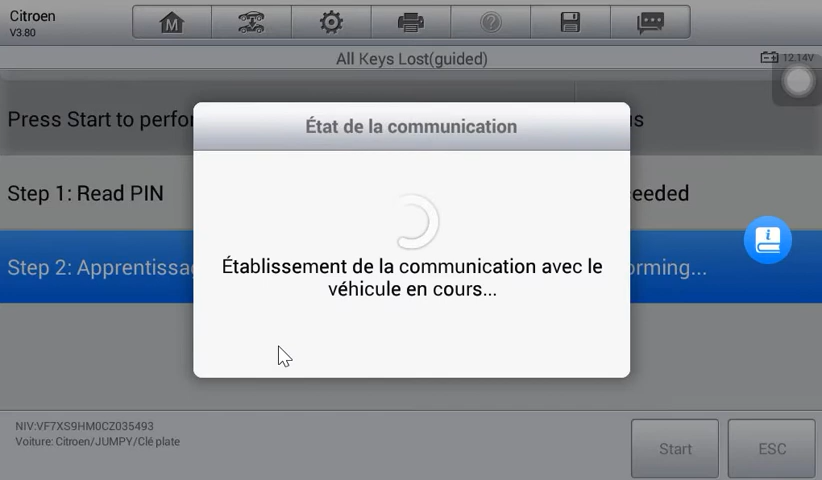 Citroen
V3.80
M
?
All Keys Lost(guided)
12.14V
Press Start to perfor
us
État de la communication
Step 1: Read PIN
eeded
Établissement de la communication avec le
véhicule en cours...
Step 2: Apprentissa
orming...
NIV:VF7XS9HM0CZ035493
Voiture: Citroen/JUMPY/Clé plate
Start
ESC